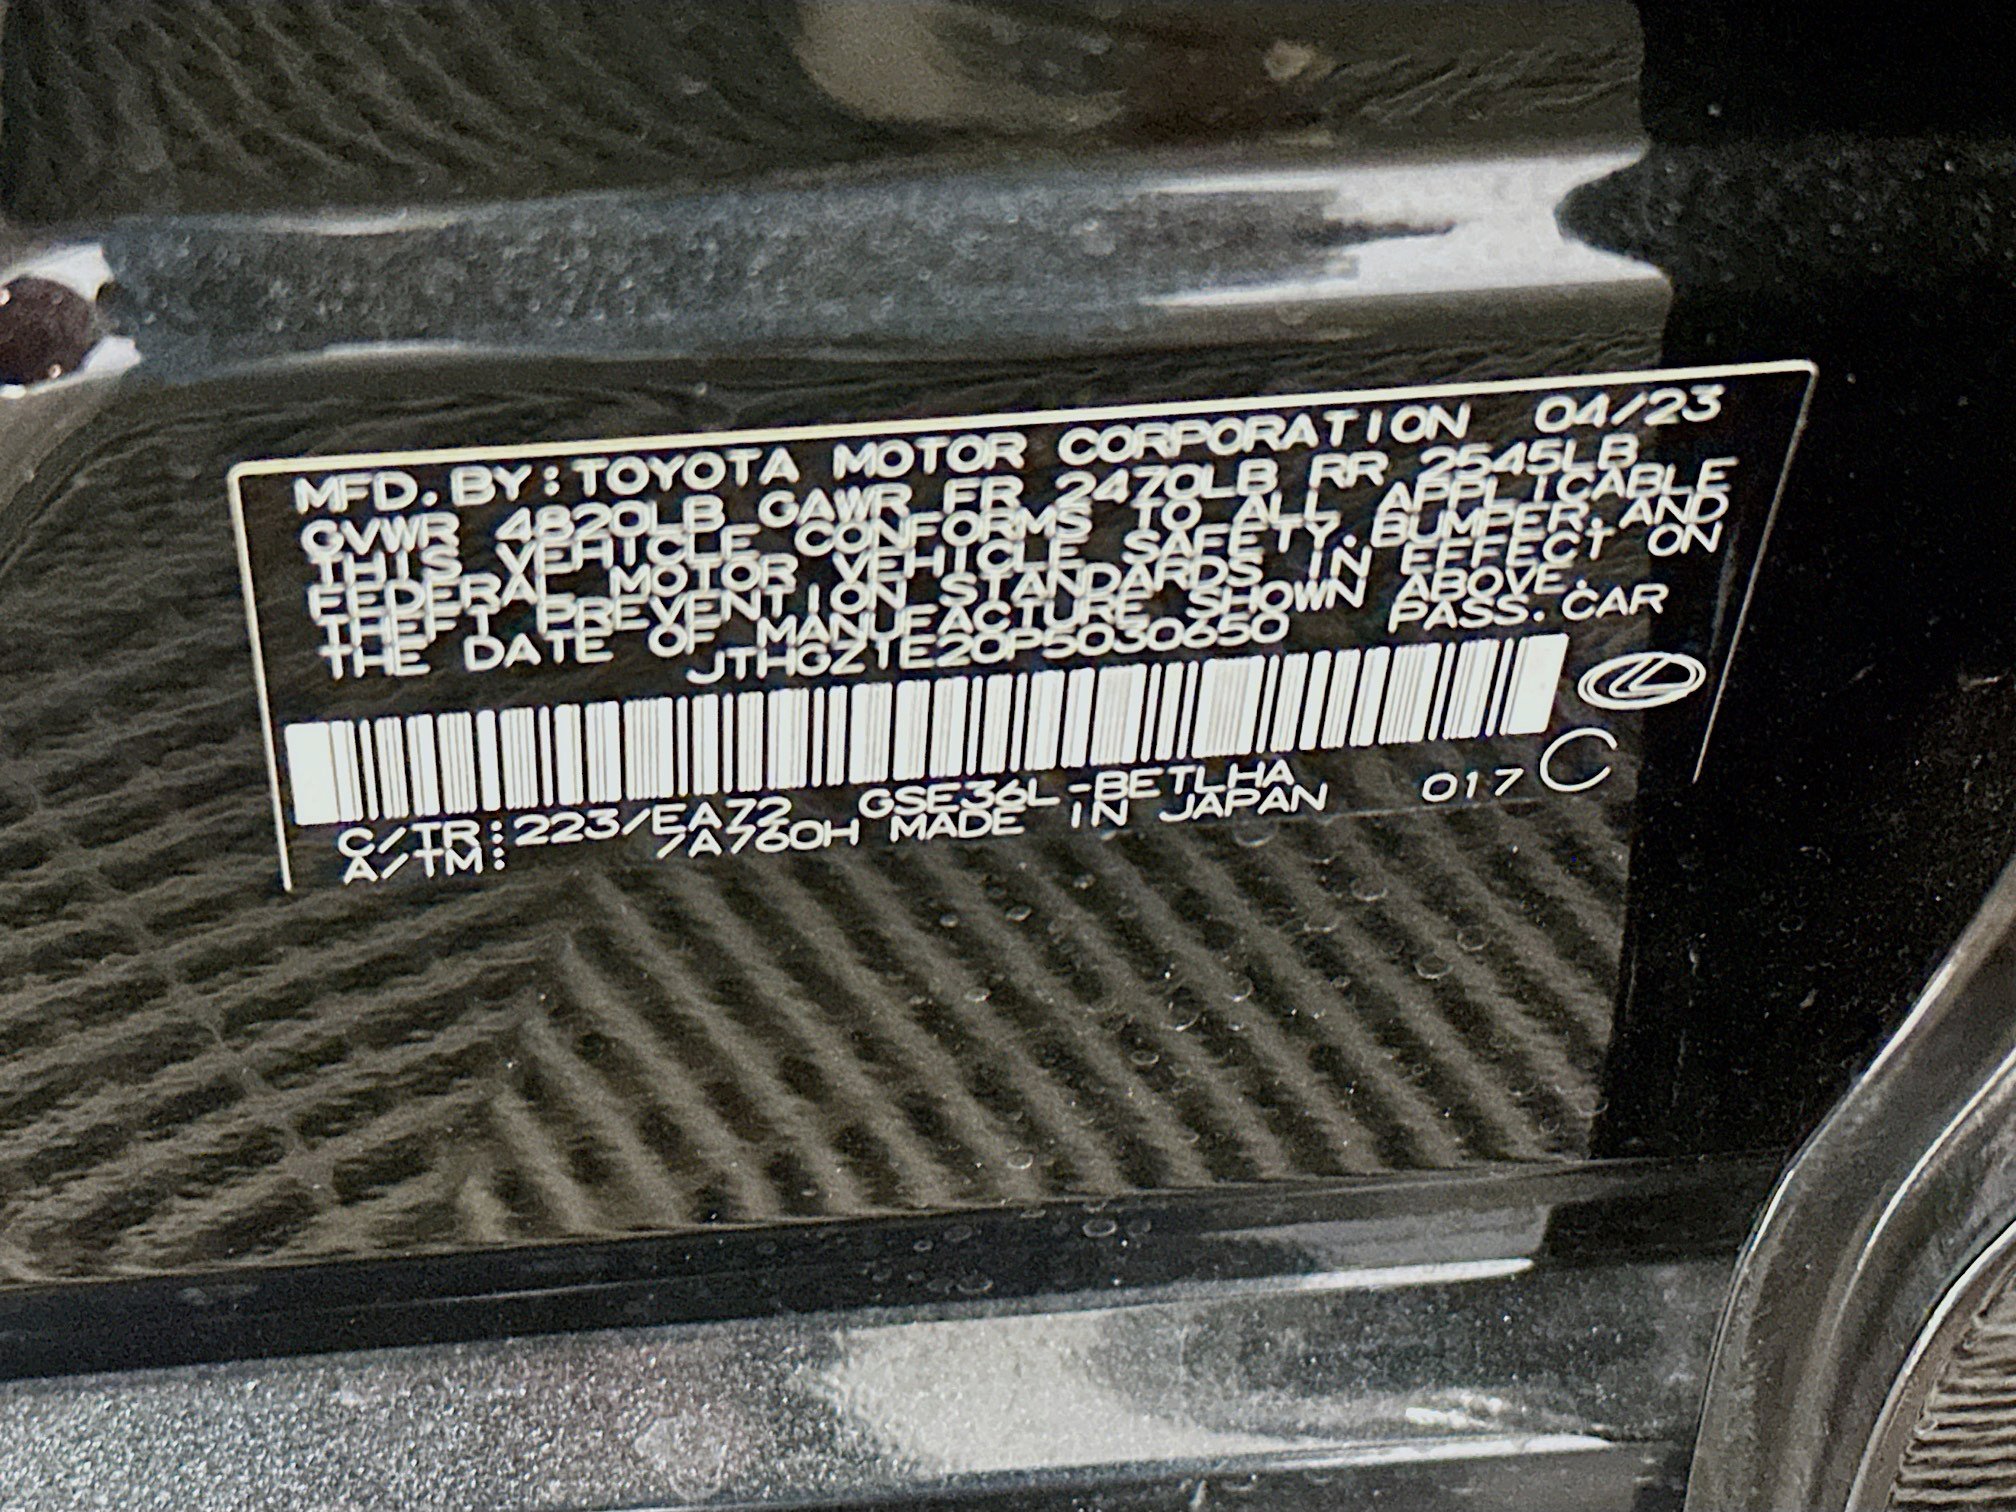 MFD. BY: TOYOTA MOTOR CORPORATION 04/23
GVWR 4820LB GAWR FR 2470LB RR 2545LB
THIS VEHICLE CONFORMS TO ALL APPLICABLE
FEDERAL MOTOR VEHICLE SAFETY, BUMPER, AND
THEFT PREVENTION STANDARDS IN EFFECT ON
THE DATE OF MANUFACTURE SHOWN ABOVE.
JTHGZ1E20P5030650 PASS. CAR
C/TR: 223/EA72 GSE36L-BETLHA 017 C
A/TM: /A760H MADE IN JAPAN